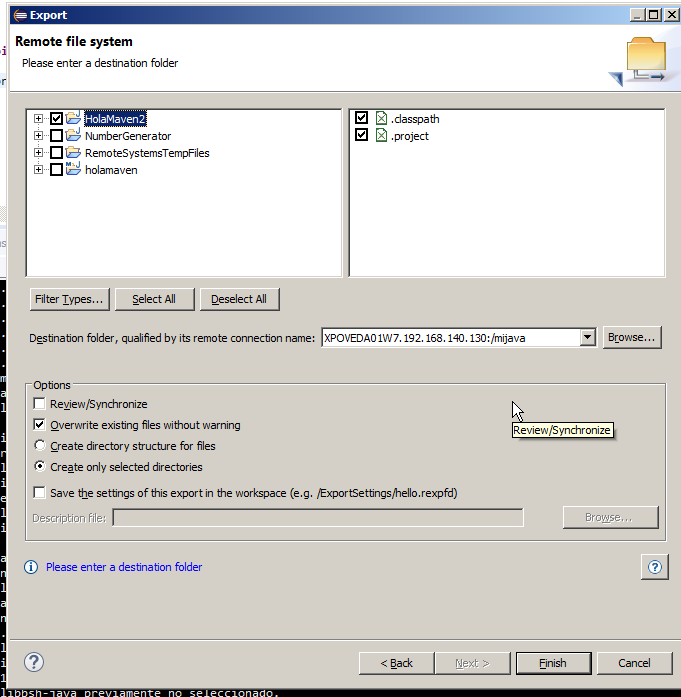 Export
Remote file system
Please enter a destination folder
HolaMaven2
NumberGenerator
RemoteSystemsTempFiles
holamaven
.classpath
.project
Filter Types...
Select All
Deselect All
Destination folder, qualified by its remote connection name:
XPOVEDA01W7.192.168.140.130:/mijava
Browse...
Options
Review/Synchronize
Overwrite existing files without warning
Review/Synchronize
Create directory structure for files
Create only selected directories
Save the settings of this export in the workspace (e.g. /ExportSettings/hello.rexpfd)
Description file:
Browse...
Please enter a destination folder
?
?
< Back
Next >
Finish
Cancel
libbsh-java previamente no seleccionado.